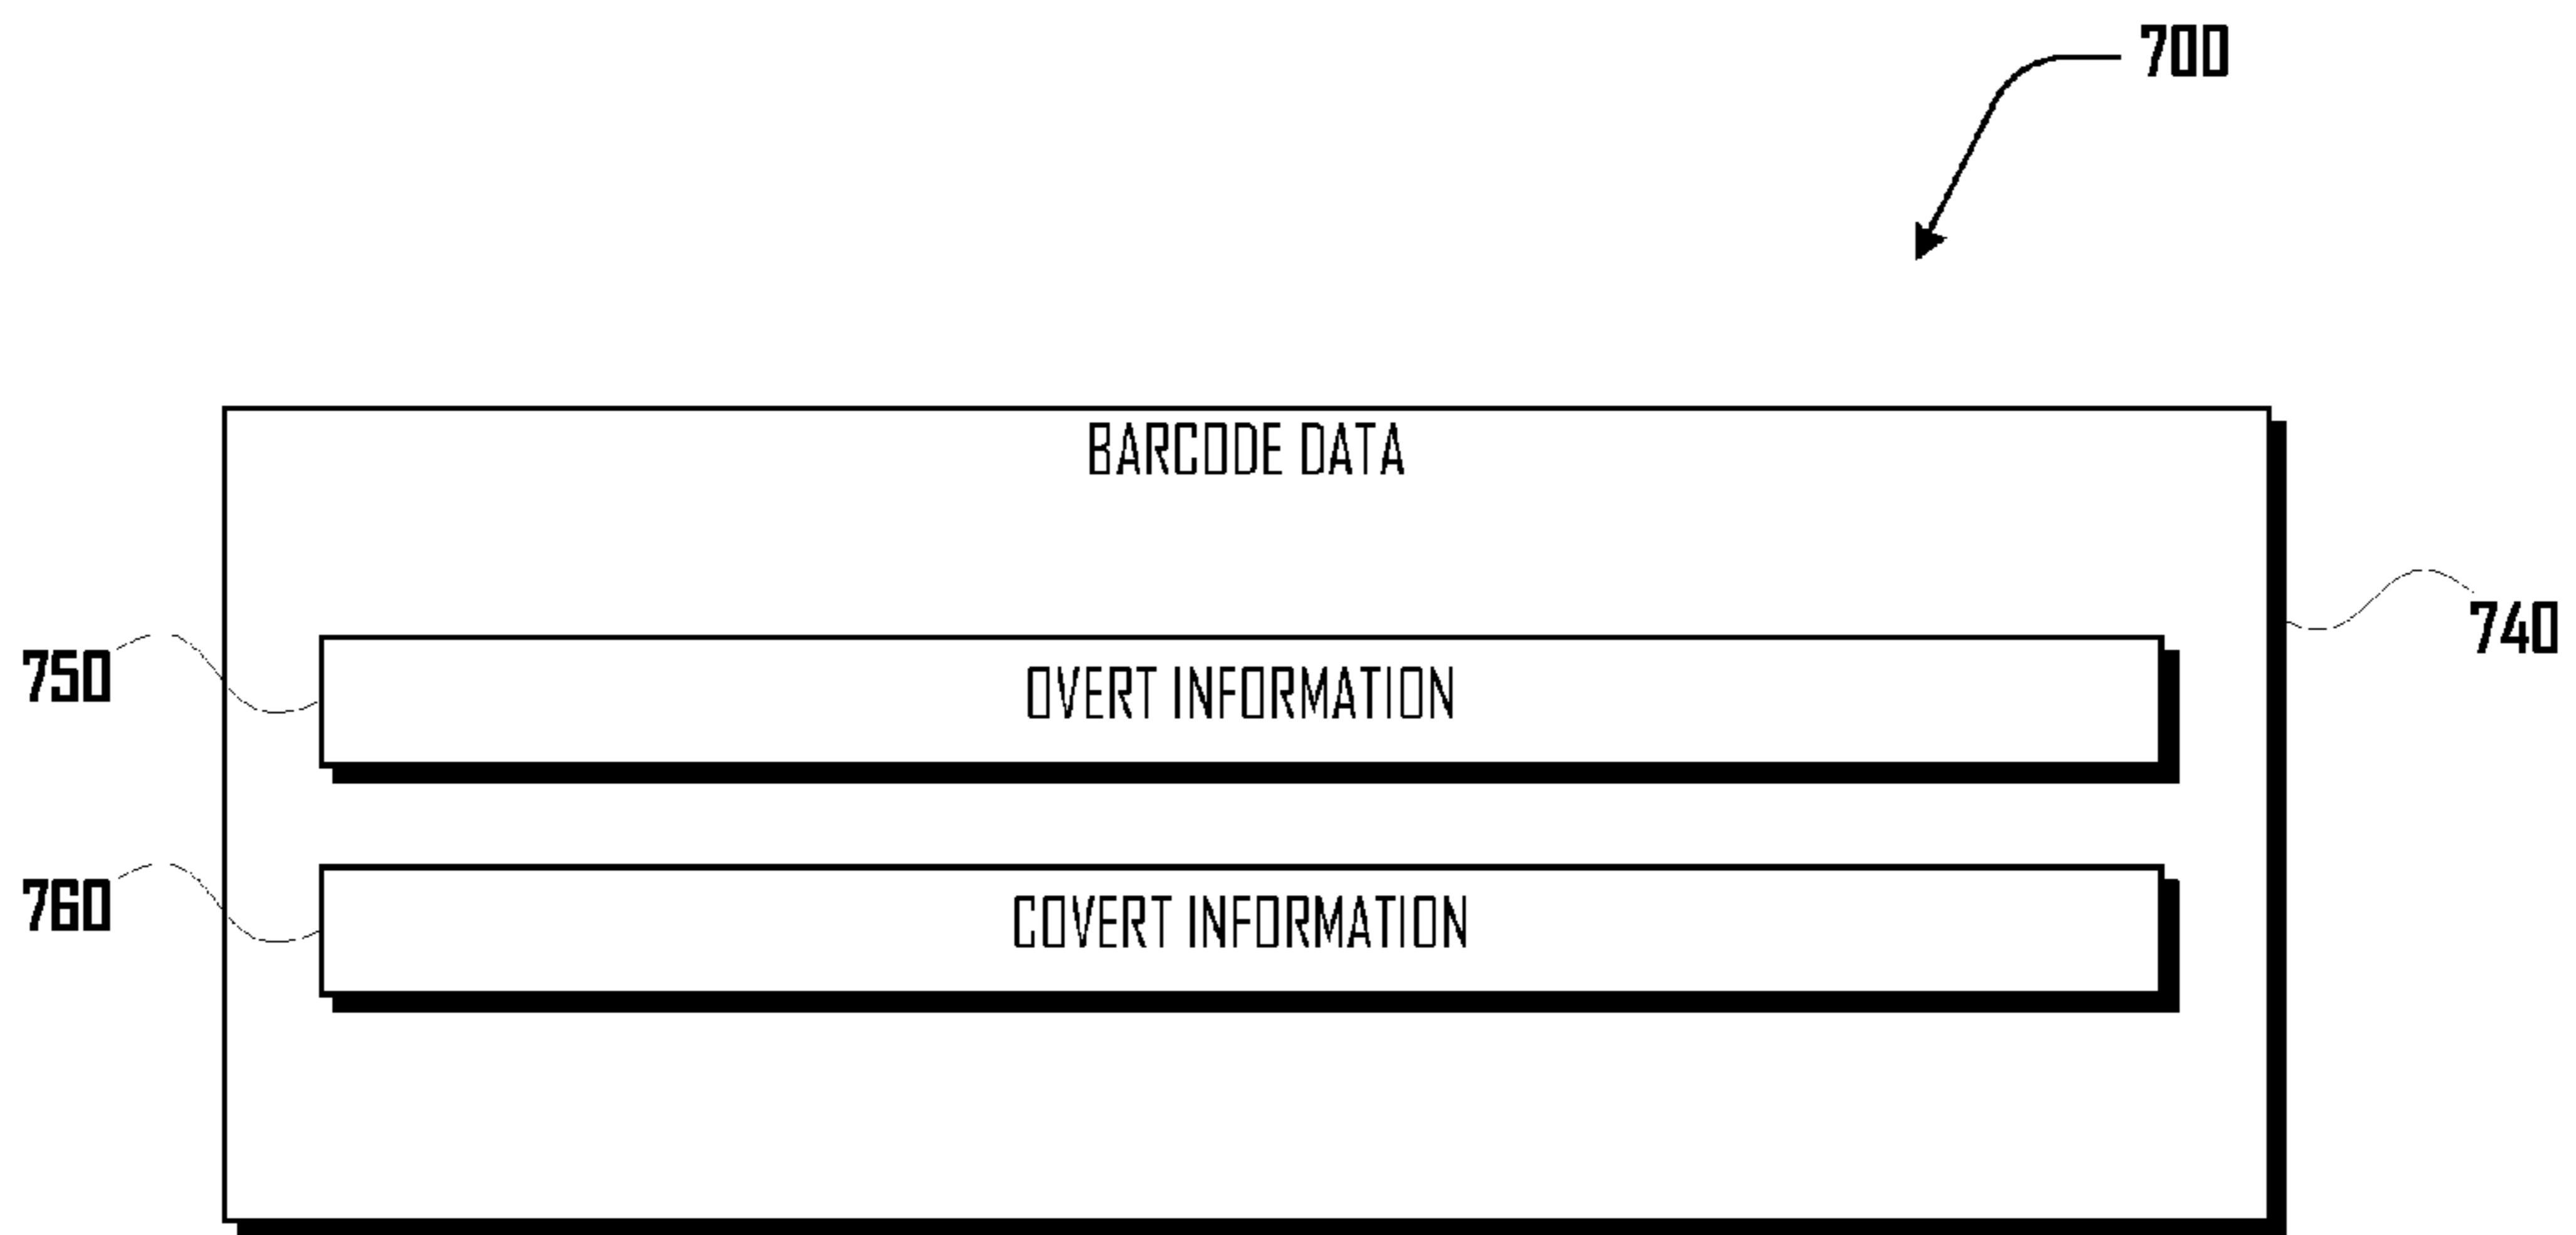 700
BARCODE DATA
740
750
OVERT INFORMATION
760
COVERT INFORMATION